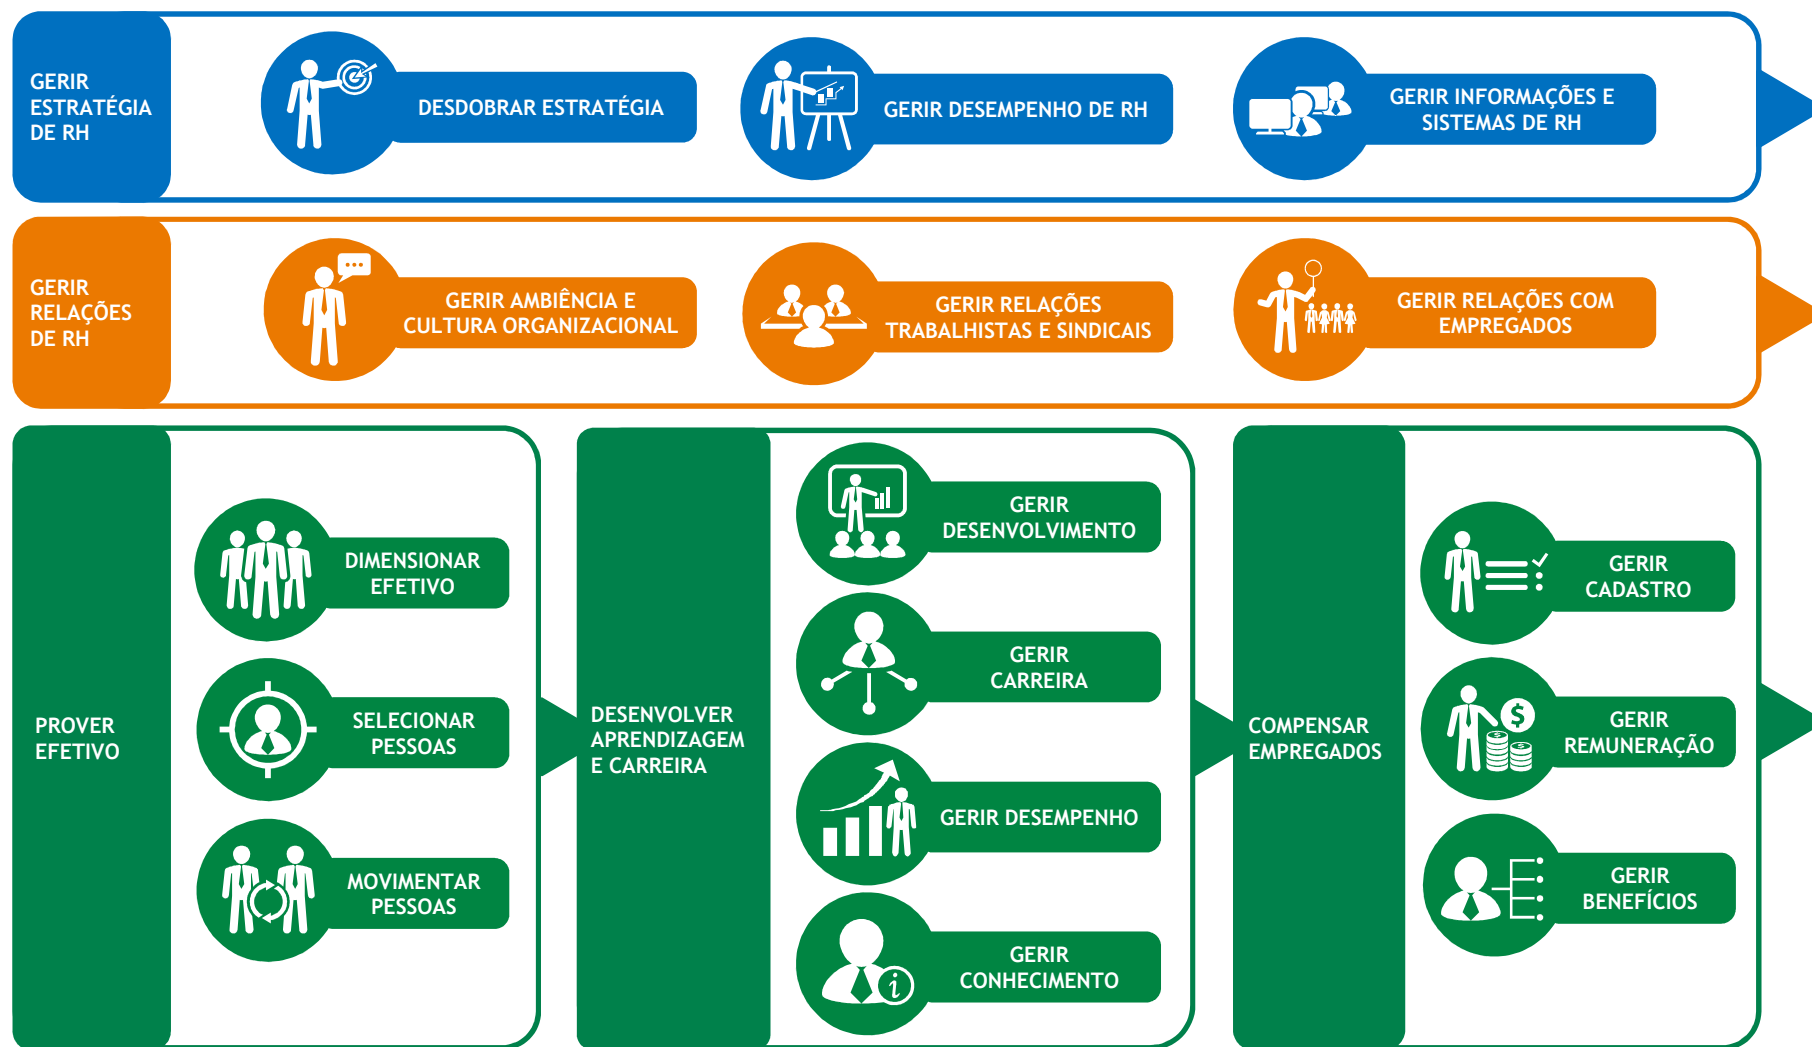 GERIR
ESTRATÉGIA
DE RH
DESDOBRAR ESTRATÉGIA
GERIR DESEMPENHO DE RH
GERIR INFORMAÇÕES E
SISTEMAS DE RH
GERIR
RELAÇÕES
DE RH
GERIR AMBIÊNCIA E
CULTURA ORGANIZACIONAL
GERIR RELAÇÕES
TRABALHISTAS E SINDICAIS
GERIR RELAÇÕES COM
EMPREGADOS
PROVER
EFETIVO
DIMENSIONAR
EFETIVO
SELECIONAR
PESSOAS
MOVIMENTAR
PESSOAS
DESENVOLVER
APRENDIZAGEM
E CARREIRA
GERIR
DESENVOLVIMENTO
GERIR
CARREIRA
GERIR DESEMPENHO
GERIR
CONHECIMENTO
COMPENSAR
EMPREGADOS
GERIR
CADASTRO
GERIR
REMUNERAÇÃO
GERIR
BENEFÍCIOS